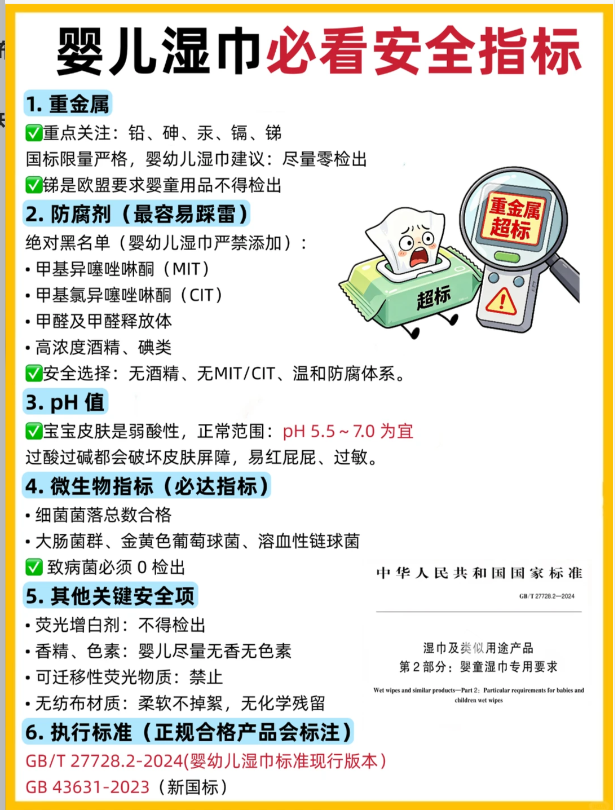 婴儿湿巾必看安全指标
1. 重金属
✅重点关注：铅、砷、汞、镉、锑
国标限量严格，婴幼儿湿巾建议：尽量零检出
✅锑是欧盟要求婴童用品不得检出
2. 防腐剂（最容易踩雷）
绝对黑名单（婴幼儿湿巾严禁添加）：
• 甲基异噻唑啉酮（MIT）
• 甲基氯异噻唑啉酮（CIT）
• 甲醛及甲醛释放体
• 高浓度酒精、碘类
✅安全选择：无酒精、无MIT/CIT、温和防腐体系。
重金属
超标
超标
3. pH 值
✅宝宝皮肤是弱酸性，正常范围：pH 5.5～7.0 为宜
过酸过碱都会破坏皮肤屏障，易红屁屁、过敏。
4. 微生物指标（必达指标）
• 细菌菌落总数合格
• 大肠菌群、金黄色葡萄球菌、溶血性链球菌
✅ 致病菌必须 0 检出
5. 其他关键安全项
• 荧光增白剂：不得检出
• 香精、色素：婴儿尽量无香无色素
• 可迁移性荧光物质：禁止
• 无纺布材质：柔软不掉絮，无化学残留
中华人民共和国国家标准
GB/T 27728.2—2024
湿巾及类似用途产品
第2部分：婴童湿巾专用要求
Wet wipes and similar products—Part 2：Particular requirements for babies and
children wet wipes
6. 执行标准（正规合格产品会标注）
GB/T 27728.2-2024(婴幼儿湿巾标准现行版本）
GB 43631-2023（新国标）